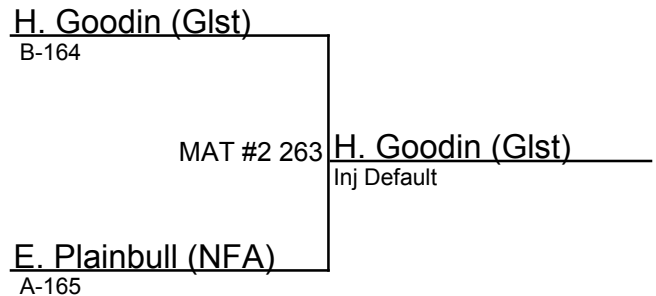 H. Goodin (Glst)
B-164
MAT #2 263
H. Goodin (Glst)
Inj Default
E. Plainbull (NFA)
A-165